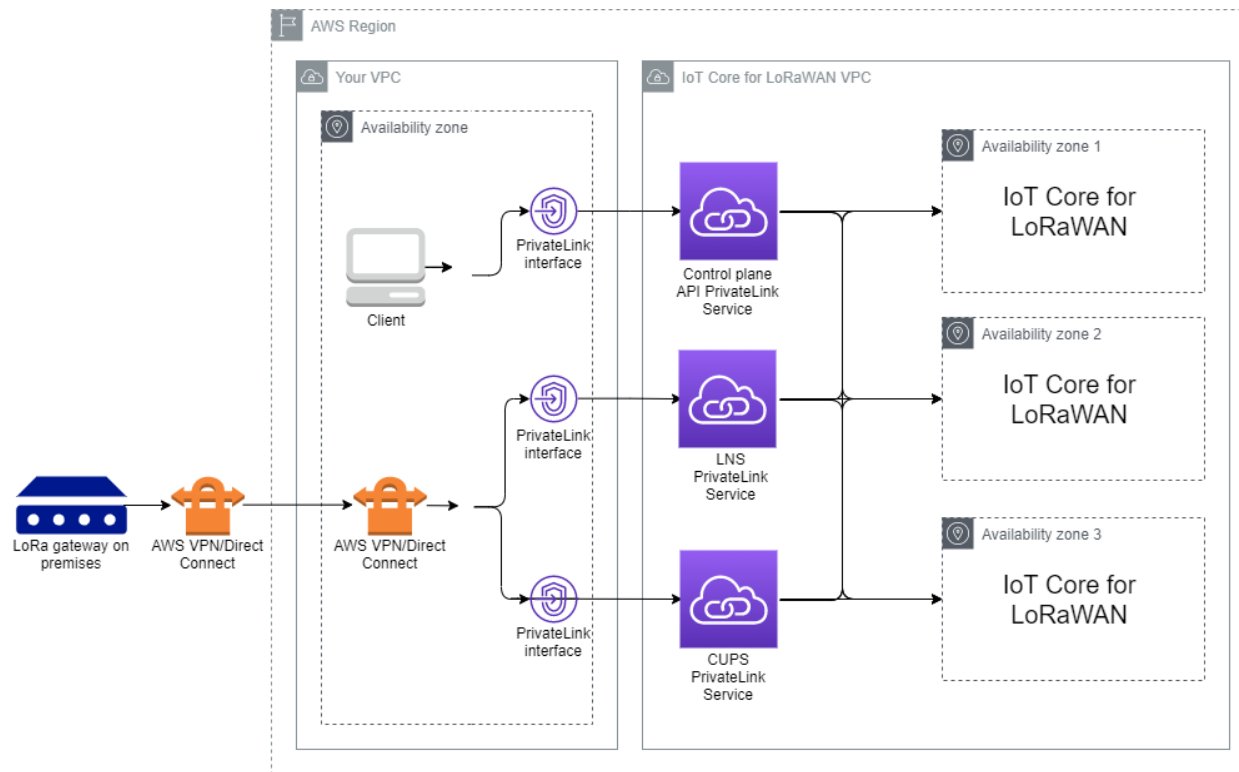 AWS Region
Your VPC
IoT Core for LoRaWAN VPC
Availability zone
Availability zone 1
IoT Core for
LoRaWAN
PrivateLink
interface
Control plane
API PrivateLink
Service
Client
Availability zone 2
IoT Core for
LoRaWAN
PrivateLink
interface
LNS
PrivateLink
Service
LoRa gateway on
premises
AWS VPN/Direct
Connect
AWS VPN/Direct
Connect
Availability zone 3
IoT Core for
LoRaWAN
PrivateLink
interface
CUPS
PrivateLink
Service